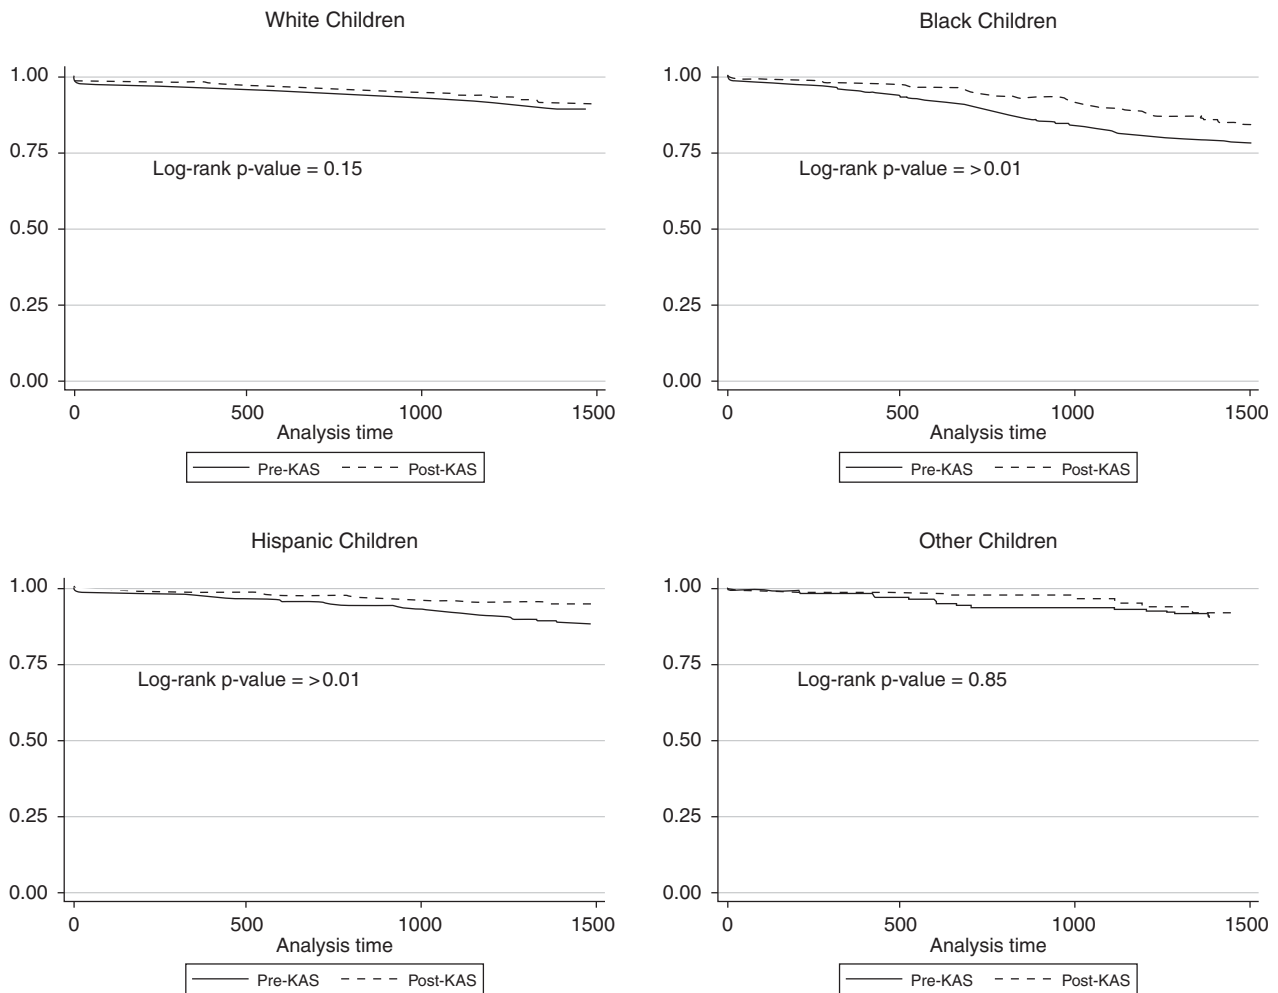 White Children
1.00
0.75
Log-rank p-value = 0.15
0.50
0.25
0.00
0 500 1000 1500
Analysis time
Pre-KAS Post-KAS
Black Children
1.00
0.75
Log-rank p-value = >0.01
0.50
0.25
0.00
0 500 1000 1500
Analysis time
Pre-KAS Post-KAS
Hispanic Children
1.00
0.75
Log-rank p-value = >0.01
0.50
0.25
0.00
0 500 1000 1500
Analysis time
Pre-KAS Post-KAS
Other Children
1.00
0.75
Log-rank p-value = 0.85
0.50
0.25
0.00
0 500 1000 1500
Analysis time
Pre-KAS Post-KAS